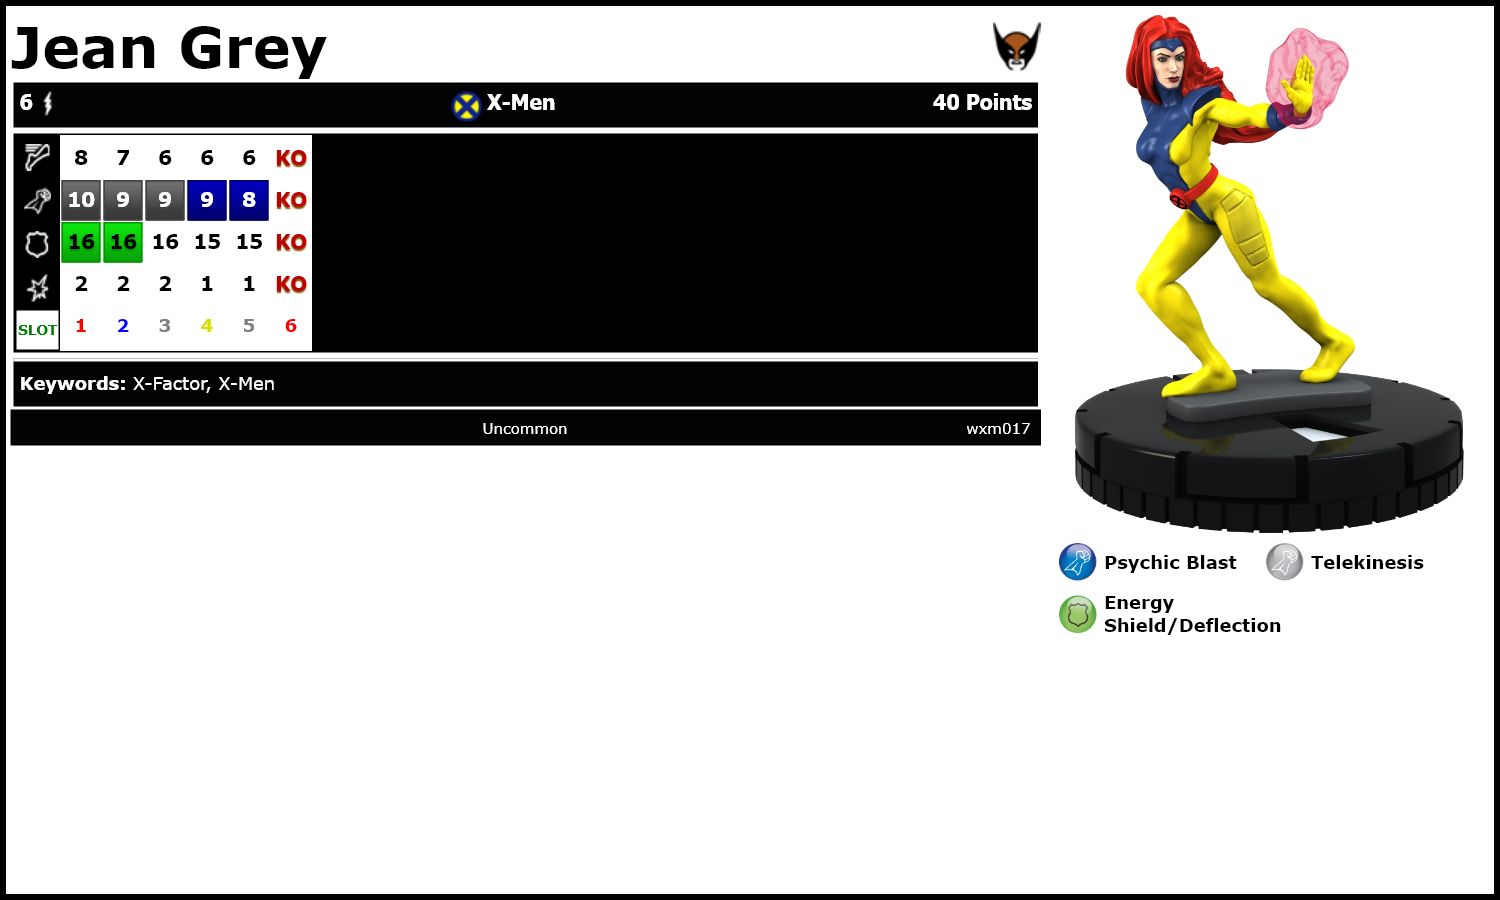 Jean Grey
6 X-Men 40 Points
8 7 6 6 6 KO
10 9 9 9 8 KO
16 16 16 15 15 KO
2 2 2 1 1 KO
SLOT 1 2 3 4 5 6
Keywords: X-Factor, X-Men
Uncommon wxm017
Psychic Blast Telekinesis
Energy
Shield/Deflection